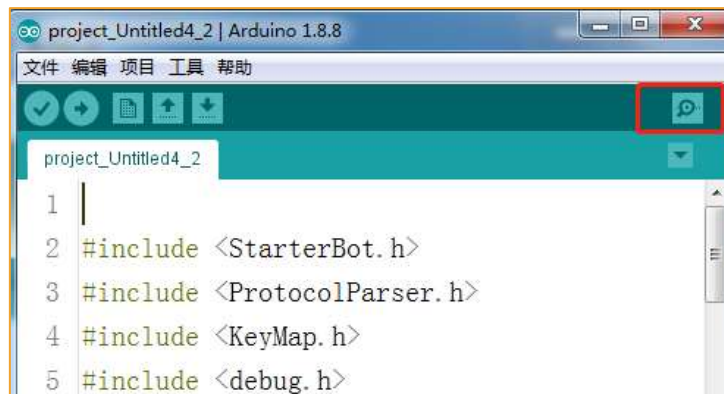 project_Untitled4_2 | Arduino 1.8.8
文件 编辑 项目 工具 帮助
project_Untitled4_2
1
2 #include <StarterBot.h>
3 #include <ProtocolParser.h>
4 #include <KeyMap.h>
5 #include <debug.h>